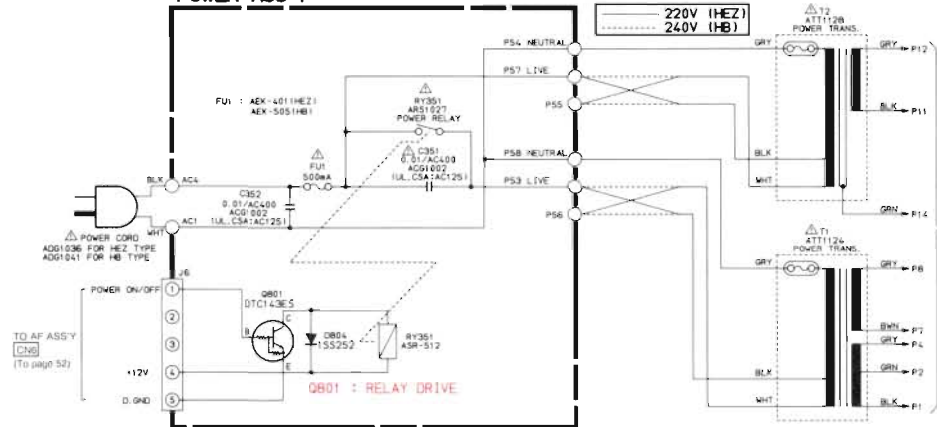 POWER ASS'Y
220V (HEZ)
240V (HB)
FU1 : AEK-401(HEZ)
AEK-505(HB)
P54 NEUTRAL
P57 LIVE
P55
P58 NEUTRAL
P53 LIVE
P56
RY351
ARS1027
POWER RELAY
C351
0.01/AC400
ACG1002
(UL,CSA:AC125)
FU1
500mA
C352
0.01/AC400
ACG1002
(UL,CSA:AC125)
BLK
AC4
AC1
WHT
POWER CORD
ADG1036 FOR HEZ TYPE
ADG1041 FOR HB TYPE
J6
POWER ON/OFF
1
2
3
+12V
4
D.GND
5
TO AF ASS'Y
CN6
(To page 52)
Q801
DTC143ES
B
C
E
D804
1SS252
RY351
ASR-512
Q801 : RELAY DRIVE
T2
ATT1128
POWER TRANS.
GRY
GRY
P12
BLK
P11
BLK
WHT
GRN
P14
T1
ATT1124
POWER TRANS.
GRY
GRY
P8
BWN
P7
GRY
P4
BLK
GRN
P2
WHT
BLK
P1